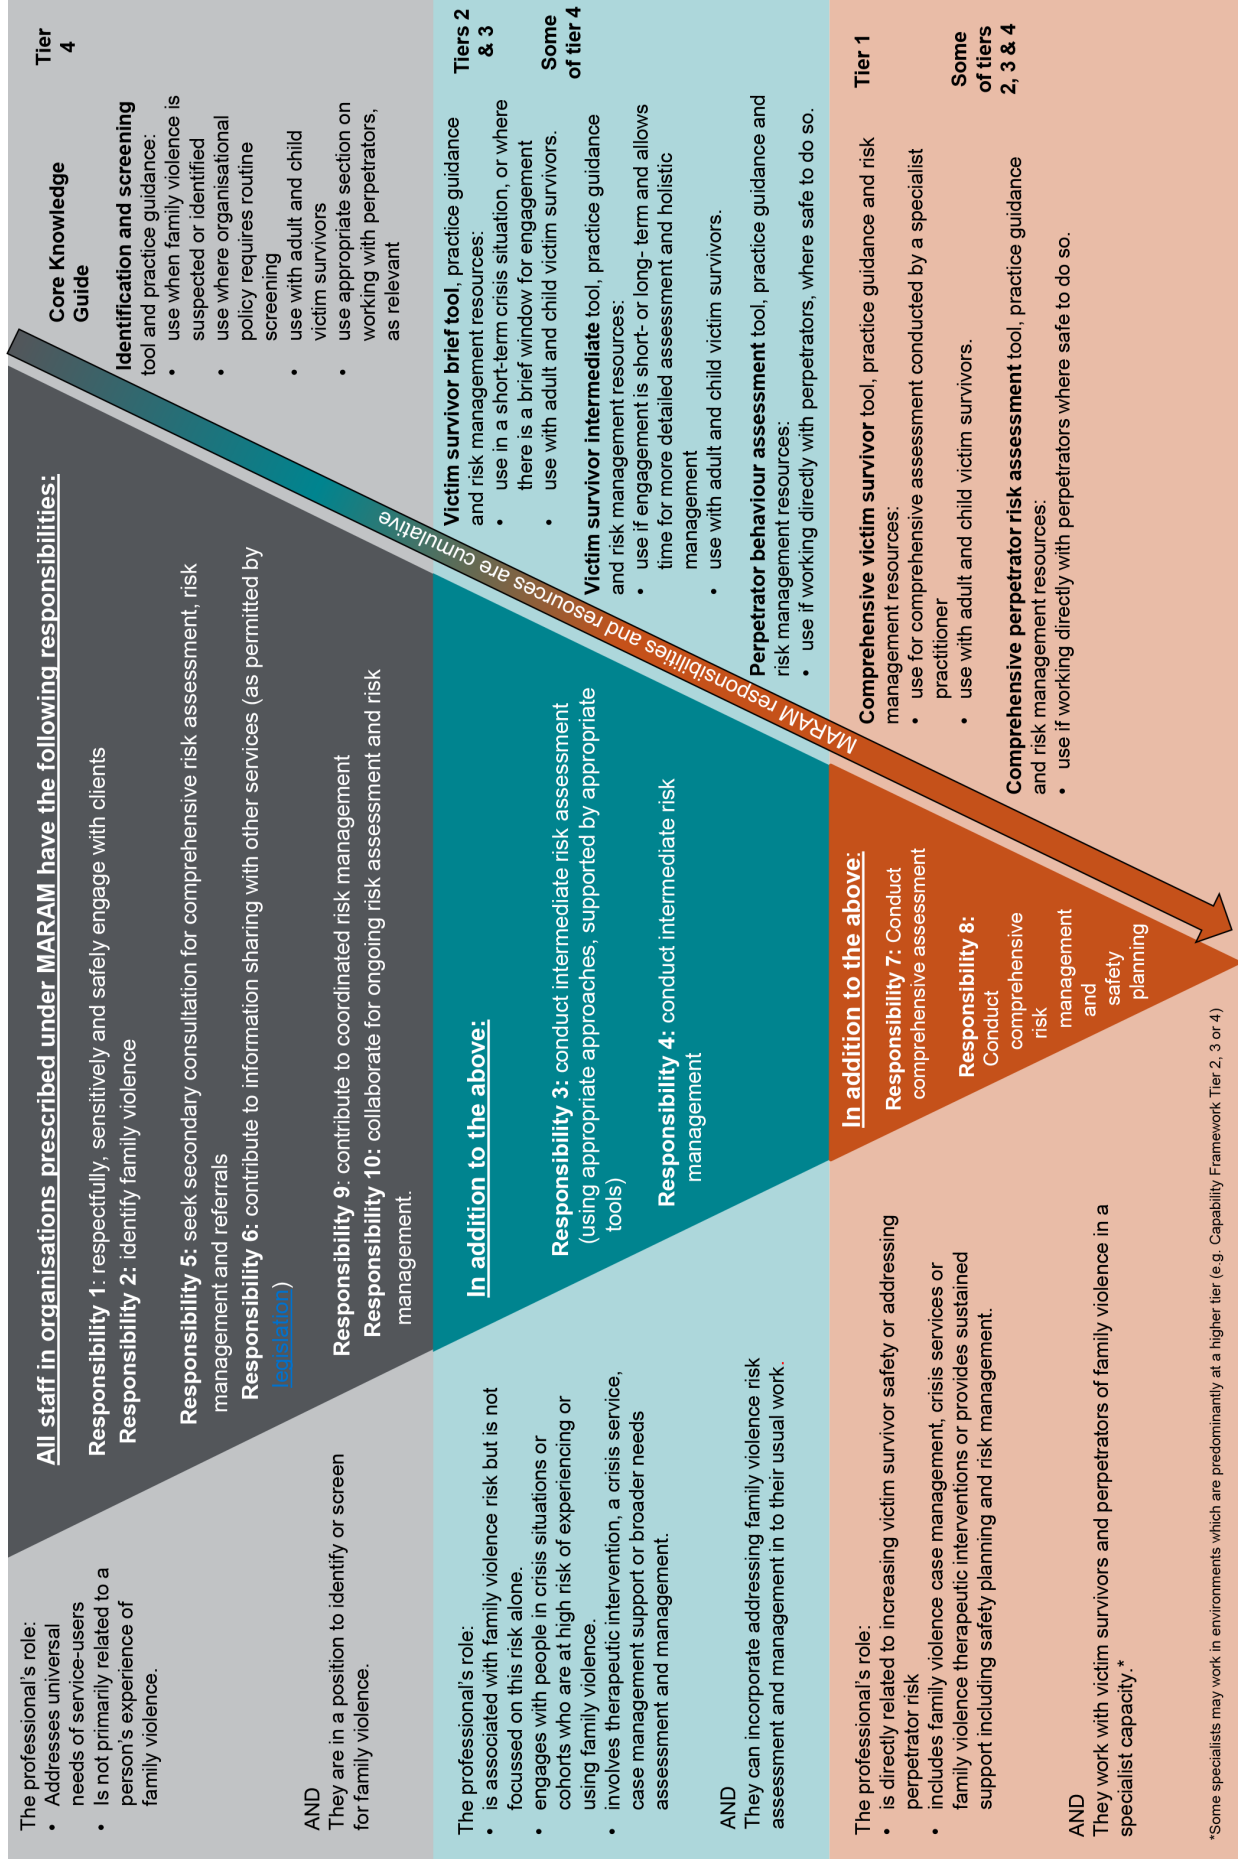 The professional's role:
• Addresses universal
needs of service-users
• Is not primarily related to a
person's experience of
family violence.
AND
They are in a position to identify or screen
for family violence.
All staff in organisations prescribed under MARAM have the following responsibilities:
Responsibility 1: respectfully, sensitively and safely engage with clients
Responsibility 2: identify family violence
Responsibility 5: seek secondary consultation for comprehensive risk assessment, risk
management and referrals
Responsibility 6: contribute to information sharing with other services (as permitted by
legislation)
Responsibility 9: contribute to coordinated risk management
Responsibility 10: collaborate for ongoing risk assessment and risk
management.
Core Knowledge
Guide
Identification and screening
tool and practice guidance:
• use when family violence is
suspected or identified
• use where organisational
policy requires routine
screening
• use with adult and child
victim survivors
• use appropriate section on
working with perpetrators,
as relevant
Tier
4
MARAM responsibilities and resources are cumulative
The professional's role:
• is associated with family violence risk but is not
focussed on this risk alone.
• engages with people in crisis situations or
cohorts who are at high risk of experiencing or
using family violence.
• involves therapeutic intervention, a crisis service,
case management support or broader needs
assessment and management.
AND
They can incorporate addressing family violence risk
assessment and management in to their usual work.
In addition to the above:
Responsibility 3: conduct intermediate risk assessment
(using appropriate approaches, supported by appropriate
tools)
Responsibility 4: conduct intermediate risk
management
Victim survivor brief tool, practice guidance
and risk management resources:
• use in a short-term crisis situation, or where
there is a brief window for engagement
• use with adult and child victim survivors.
Victim survivor intermediate tool, practice guidance
and risk management resources:
• use if engagement is short- or long- term and allows
time for more detailed assessment and holistic
management
• use with adult and child victim survivors.
Perpetrator behaviour assessment tool, practice guidance and
risk management resources:
• use if working directly with perpetrators, where safe to do so.
Tiers 2
& 3
Some
of tier 4
The professional's role:
• is directly related to increasing victim survivor safety or addressing
perpetrator risk
• includes family violence case management, crisis services or
family violence therapeutic interventions or provides sustained
support including safety planning and risk management.
AND
They work with victim survivors and perpetrators of family violence in a
specialist capacity.*
In addition to the above:
Responsibility 7: Conduct
comprehensive assessment
Responsibility 8:
Conduct
comprehensive
risk
management
and
safety
planning
Comprehensive victim survivor tool, practice guidance and risk
management resources:
• use for comprehensive assessment conducted by a specialist
practitioner
• use with adult and child victim survivors.
Comprehensive perpetrator risk assessment tool, practice guidance
and risk management resources:
• use if working directly with perpetrators where safe to do so.
Tier 1
Some
of tiers
2, 3 & 4
*Some specialists may work in environments which are predominantly at a higher tier (e.g. Capability Framework Tier 2, 3 or 4)